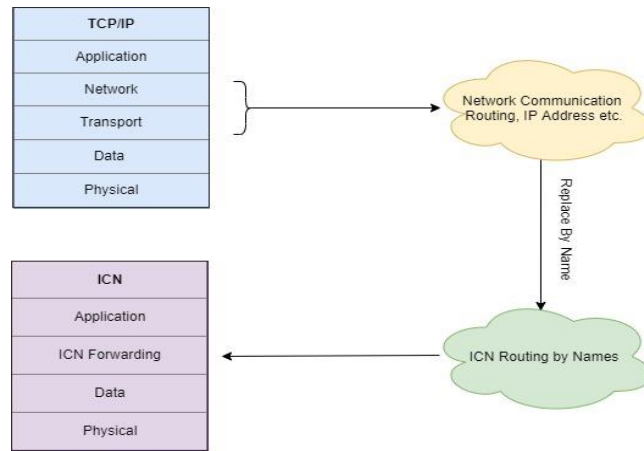 TCP/IP
Application
Network
Transport
Data
Physical
Network Communication
Routing, IP Address etc.
Replace By Name
ICN
Application
ICN Forwarding
Data
Physical
ICN Routing by Names